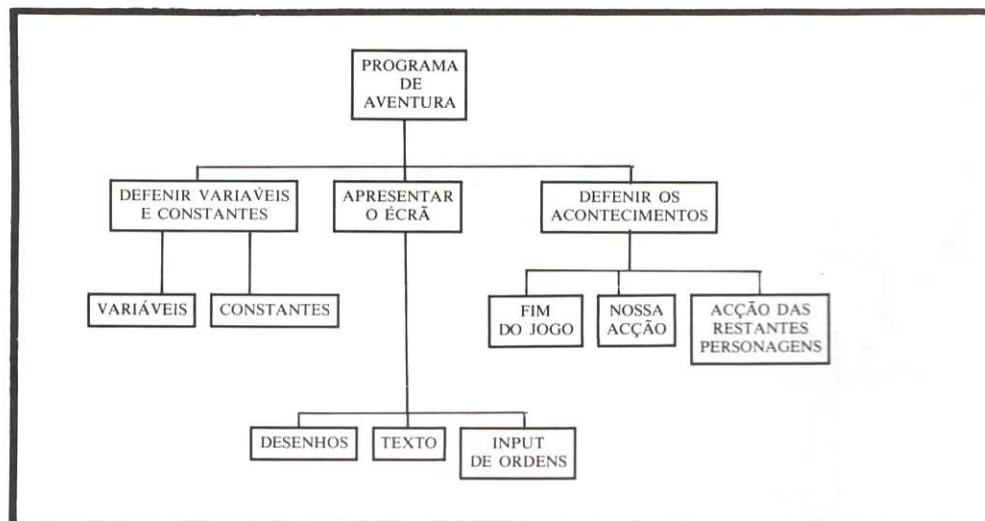 PROGRAMA
DE
AVENTURA
DEFENIR VARIAVÉIS
E CONSTANTES
APRESENTAR
O ÉCRÃ
DEFENIR OS
ACONTECIMENTOS
VARIÁVEIS
CONSTANTES
FIM
DO JOGO
NOSSA
ACÇÃO
ACÇÃO DAS
RESTANTES
PERSONAGENS
DESENHOS
TEXTO
INPUT
DE ORDENS